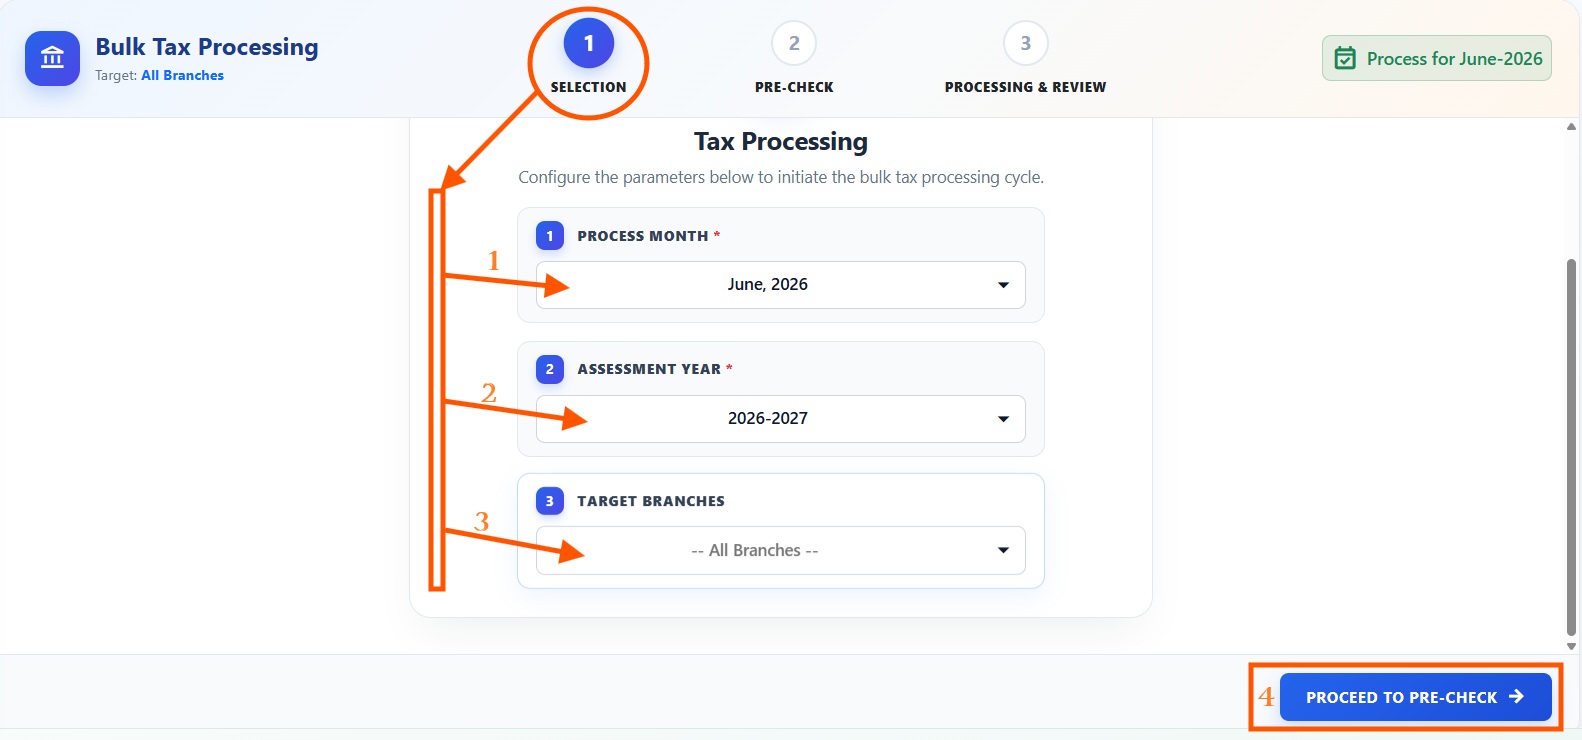 Bulk Tax Processing
Target: All Branches
1
SELECTION
2
PRE-CHECK
3
PROCESSING & REVIEW
Process for June-2026
Tax Processing
Configure the parameters below to initiate the bulk tax processing cycle.
1 PROCESS MONTH *
1
June, 2026
2 ASSESSMENT YEAR *
2
2026-2027
3 TARGET BRANCHES
3
-- All Branches --
4
PROCEED TO PRE-CHECK